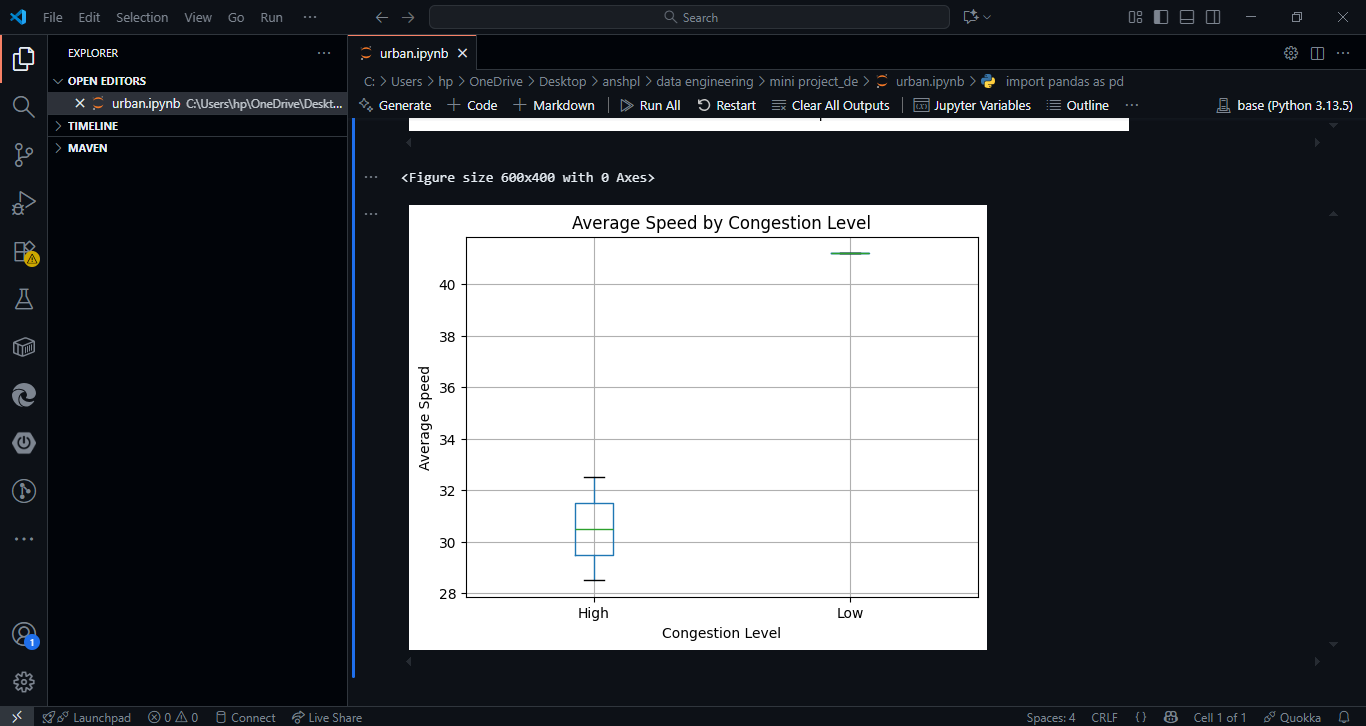 File Edit Selection View Go Run ···
Search
EXPLORER ···
OPEN EDITORS
urban.ipynb C:\Users\hp\OneDrive\Deskt...
TIMELINE
MAVEN
urban.ipynb
C: > Users > hp > OneDrive > Desktop > anshpl > data engineering > mini project_de > urban.ipynb > import pandas as pd
Generate + Code + Markdown Run All Restart Clear All Outputs Jupyter Variables Outline ··· base (Python 3.13.5)
<Figure size 600x400 with 0 Axes>
Average Speed by Congestion Level
40
38
36
34
32
30
28
Average Speed
High Low
Congestion Level
1
Launchpad 0 0 Connect Live Share Spaces: 4 CRLF {} Cell 1 of 1 Quokka